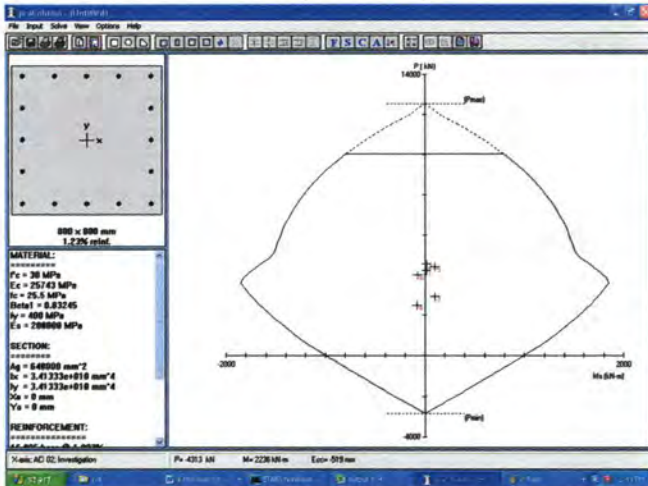 File Input Solve View Options Help
P ( kN)
14000
(Pmax)
y
x
800 x 800 mm
1.23% reinf.
MATERIAL:
=========
f'c = 30 MPa
Ec = 25743 MPa
fc = 25.5 MPa
Beta1 = 0.83245
fy = 400 MPa
Es = 200000 MPa
SECTION:
========
Ag = 640000 mm^2
Ix = 3.41333e+010 mm^4
Iy = 3.41333e+010 mm^4
Xo = 0 mm
Yo = 0 mm
REINFORCEMENT:
==============
-2000
2000
Mx (kN-m)
(Pmin)
-4000
X-axis; ACI 02; Investigation
P= -4313 kN
M= 2236 kN-m
Ecc= -519 mm
start